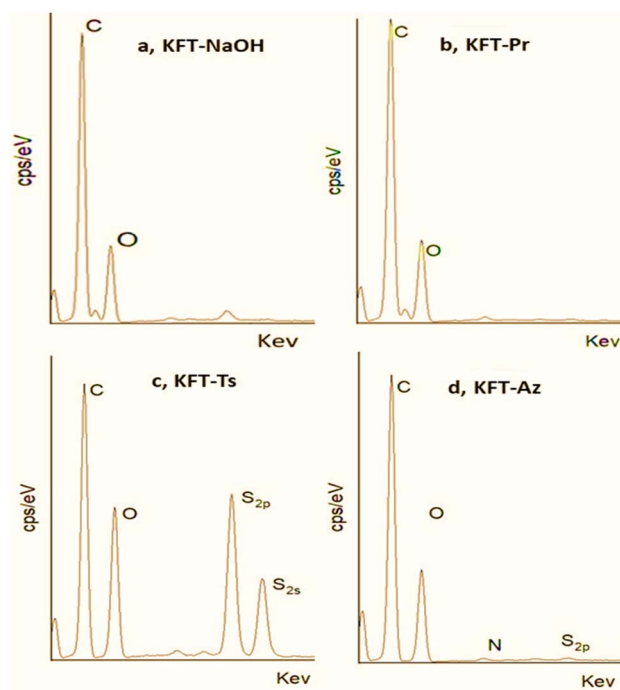 a, KFT-NaOH
C
O
cps/eV
Kev
b, KFT-Pr
C
O
cps/eV
Kev
c, KFT-Ts
C
O
S2p
S2s
cps/eV
Kev
d, KFT-Az
C
O
N
S2p
cps/eV
Kev